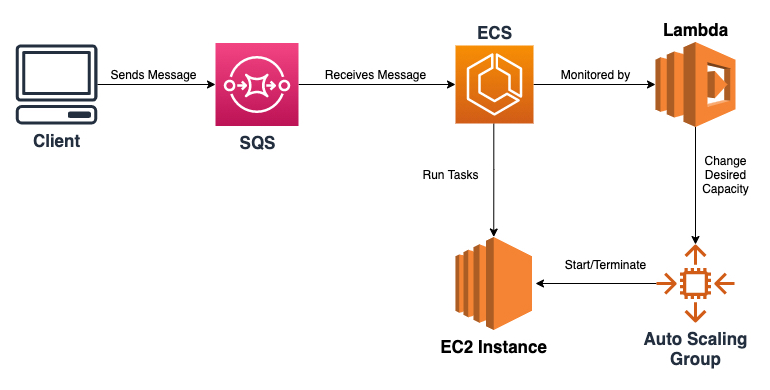 ECS
Lambda
Sends Message
Receives Message
Monitored by
Client
SQS
Run Tasks
Change
Desired
Capacity
Start/Terminate
EC2 Instance
Auto Scaling
Group